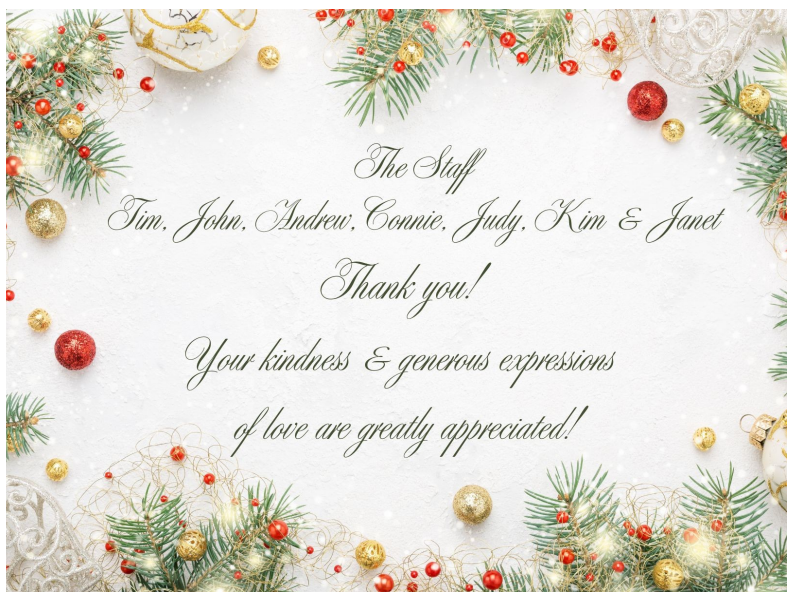 The Staff
Tim, John, Andrew, Connie, Judy, Kim & Janet
Thank you!
Your kindness & generous expressions
of love are greatly appreciated!